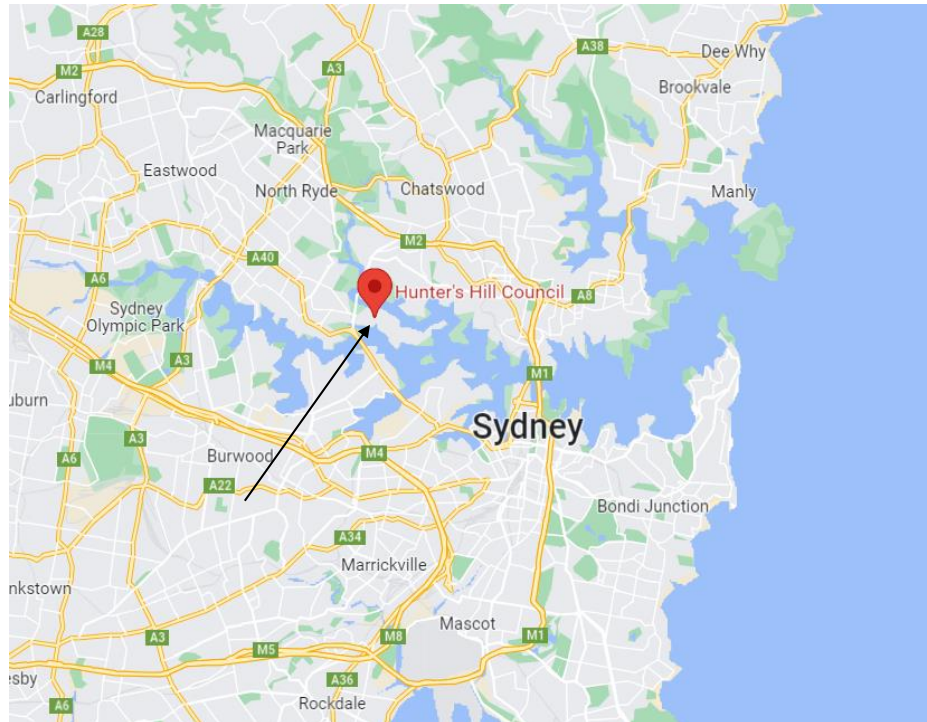 A28
A38
Dee Why
M2
A3
Brookvale
Carlingford
Macquarie
Park
Eastwood
North Ryde
Chatswood
Manly
M2
A40
A6
Hunter's Hill Council
A8
Sydney
Olympic Park
A3
M4
M1
uburn
Sydney
A3
A6
Burwood
M4
A22
Bondi Junction
A34
Marrickville
nkstown
Mascot
A3
M8
M1
M5
sby
A36
A6
Rockdale